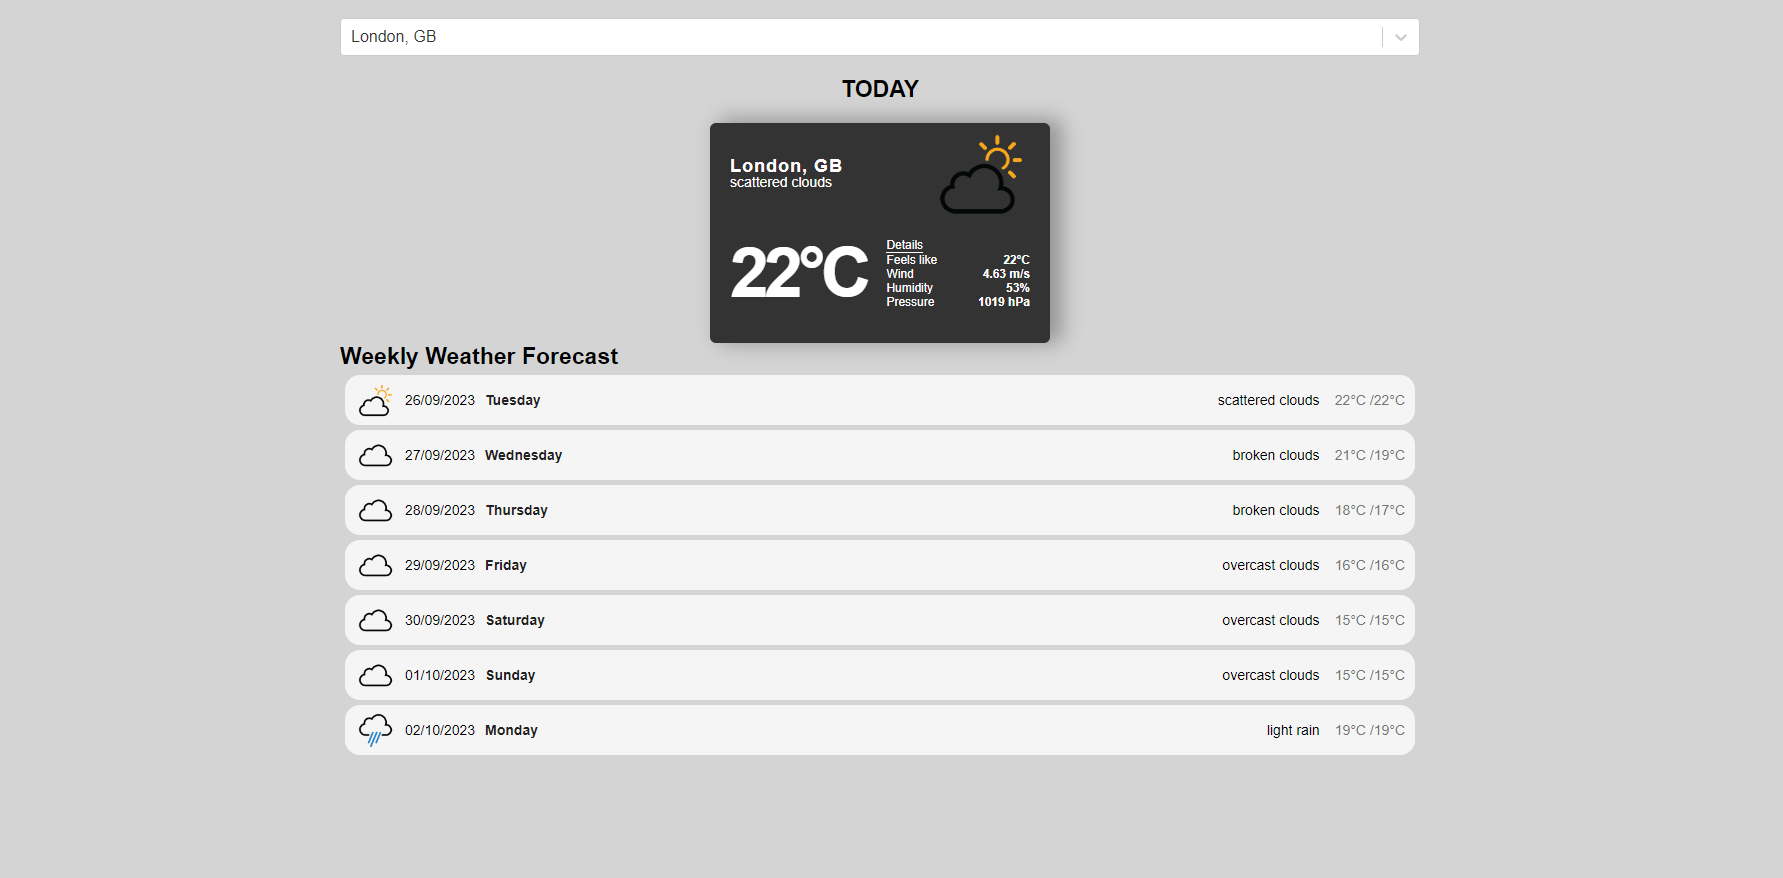 London, GB
TODAY
London, GB
scattered clouds
22°C
Details
Feels like 22°C
Wind 4.63 m/s
Humidity 53%
Pressure 1019 hPa
Weekly Weather Forecast
26/09/2023 Tuesday scattered clouds 22°C /22°C
27/09/2023 Wednesday broken clouds 21°C /19°C
28/09/2023 Thursday broken clouds 18°C /17°C
29/09/2023 Friday overcast clouds 16°C /16°C
30/09/2023 Saturday overcast clouds 15°C /15°C
01/10/2023 Sunday overcast clouds 15°C /15°C
02/10/2023 Monday light rain 19°C /19°C